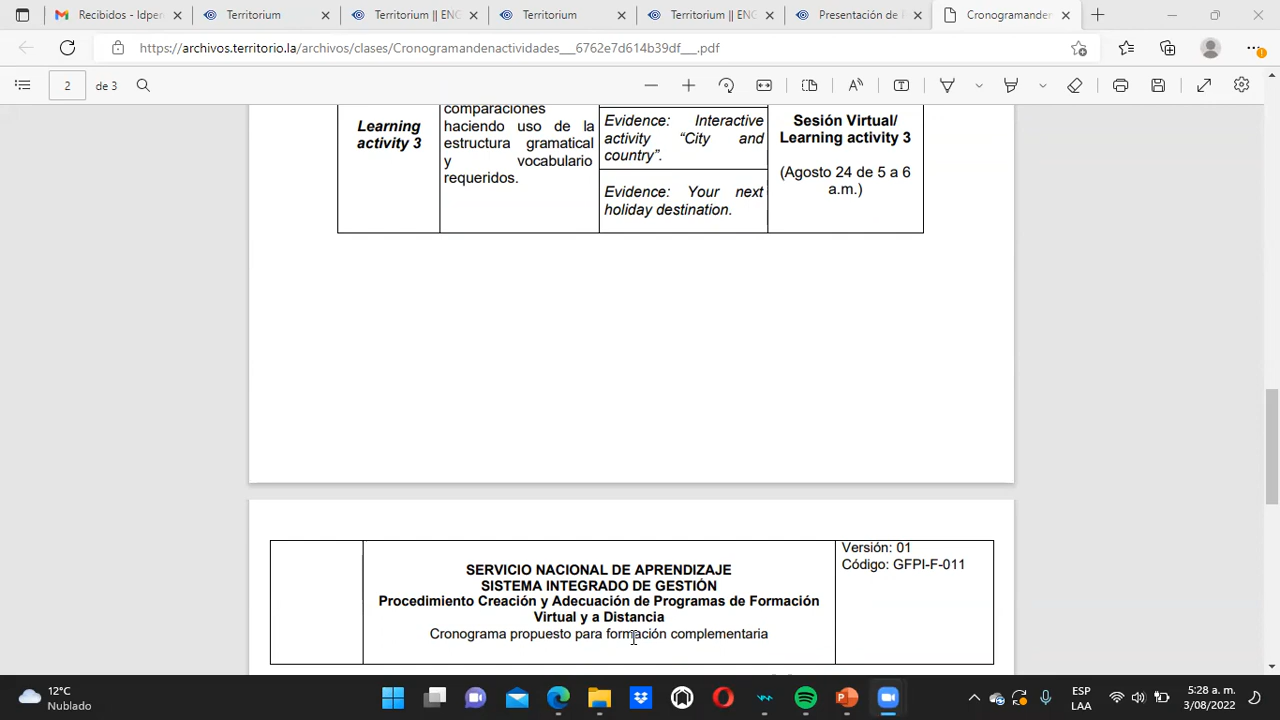 Recibidos - Idper
Territorium
Territorium || ENG
Territorium
Territorium || ENG
Presentación de P
Cronogramanden
https://archivos.territorio.la/archivos/clases/Cronogramandenactividades___6762e7d614b39df___.pdf
2 de 3
Learning
activity 3
comparaciones
haciendo uso de la
estructura gramatical
y vocabulario
requeridos.
Evidence: Interactive
activity “City and
country”.
Evidence: Your next
holiday destination.
Sesión Virtual/
Learning activity 3
(Agosto 24 de 5 a 6
a.m.)
SERVICIO NACIONAL DE APRENDIZAJE
SISTEMA INTEGRADO DE GESTIÓN
Procedimiento Creación y Adecuación de Programas de Formación
Virtual y a Distancia
Cronograma propuesto para formación complementaria
Versión: 01
Código: GFPI-F-011
12°C
Nublado
ESP
LAA
5:28 a. m.
3/08/2022